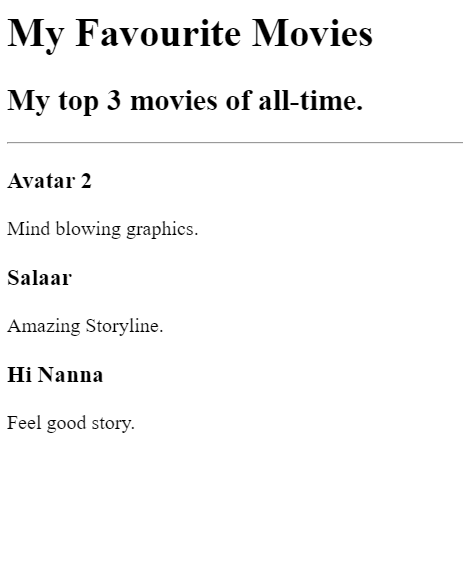 My Favourite Movies
My top 3 movies of all-time.
Avatar 2
Mind blowing graphics.
Salaar
Amazing Storyline.
Hi Nanna
Feel good story.